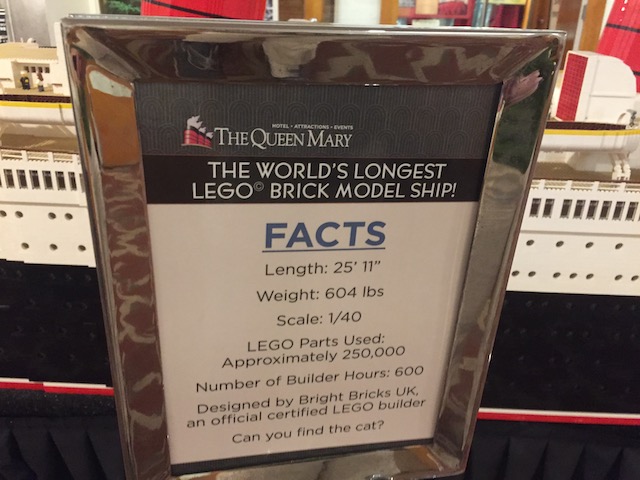 HOTEL • ATTRACTIONS • EVENTS
THE QUEEN MARY
THE WORLD'S LONGEST
LEGO© BRICK MODEL SHIP!
FACTS
Length: 25' 11"
Weight: 604 lbs
Scale: 1/40
LEGO Parts Used:
Approximately 250,000
Number of Builder Hours: 600
Designed by Bright Bricks UK,
an official certified LEGO builder
Can you find the cat?